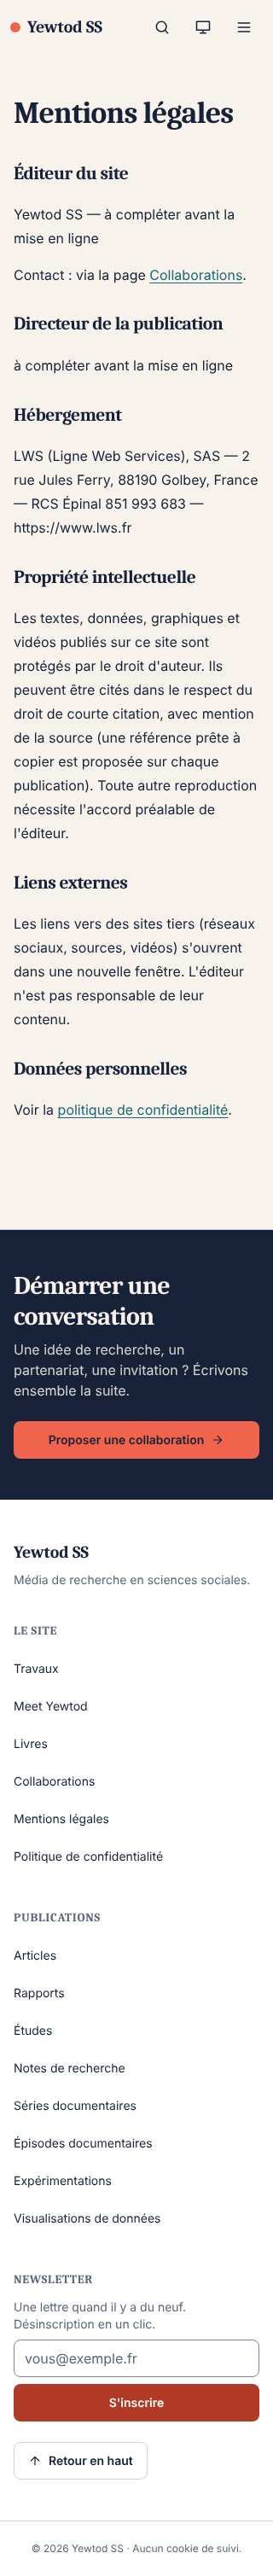 Yewtod SS
Mentions légales
Éditeur du site
Yewtod SS — à compléter avant la
mise en ligne
Contact : via la page Collaborations.
Directeur de la publication
à compléter avant la mise en ligne
Hébergement
LWS (Ligne Web Services), SAS — 2
rue Jules Ferry, 88190 Golbey, France
— RCS Épinal 851 993 683 —
https://www.lws.fr
Propriété intellectuelle
Les textes, données, graphiques et
vidéos publiés sur ce site sont
protégés par le droit d'auteur. Ils
peuvent être cités dans le respect du
droit de courte citation, avec mention
de la source (une référence prête à
copier est proposée sur chaque
publication). Toute autre reproduction
nécessite l'accord préalable de
l'éditeur.
Liens externes
Les liens vers des sites tiers (réseaux
sociaux, sources, vidéos) s'ouvrent
dans une nouvelle fenêtre. L'éditeur
n'est pas responsable de leur
contenu.
Données personnelles
Voir la politique de confidentialité.
Démarrer une
conversation
Une idée de recherche, un
partenariat, une invitation ? Écrivons
ensemble la suite.
Proposer une collaboration
Yewtod SS
Média de recherche en sciences sociales.
LE SITE
Travaux
Meet Yewtod
Livres
Collaborations
Mentions légales
Politique de confidentialité
PUBLICATIONS
Articles
Rapports
Études
Notes de recherche
Séries documentaires
Épisodes documentaires
Expérimentations
Visualisations de données
NEWSLETTER
Une lettre quand il y a du neuf.
Désinscription en un clic.
vous@exemple.fr
S'inscrire
Retour en haut
© 2026 Yewtod SS · Aucun cookie de suivi.